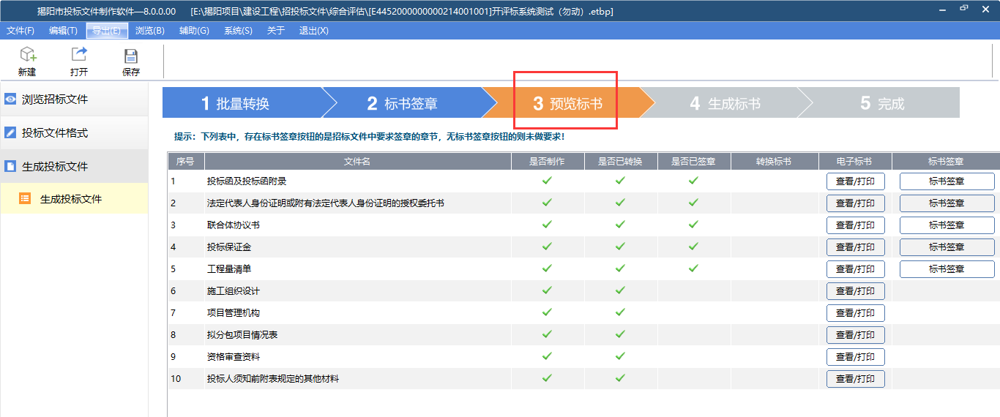 揭阳市投标文件制作软件—8.0.0.00 [E:\揭阳项目\建设工程\招投标文件\综合评估\[E4452000000000214001001]开评标系统测试（勿动）.etbp]
文件(F) 编辑(T) 导出(E) 浏览(B) 辅助(G) 系统(S) 关于 退出(X)
新建 打开 保存
浏览招标文件
投标文件格式
生成投标文件
生成投标文件
1 批量转换 2 标书签章 3 预览标书 4 生成标书 5 完成
提示：下列表中，存在标书签章按钮的是招标文件中要求签章的章节，无标书签章按钮的则未做要求！
序号 文件名 是否制作 是否已转换 是否已签章 转换标书 电子标书 标书签章
1 投标函及投标函附录 查看/打印 标书签章
2 法定代表人身份证明或附有法定代表人身份证明的授权委托书 查看/打印 标书签章
3 联合体协议书 查看/打印 标书签章
4 投标保证金 查看/打印 标书签章
5 工程量清单 查看/打印 标书签章
6 施工组织设计 查看/打印
7 项目管理机构 查看/打印
8 拟分包项目情况表 查看/打印
9 资格审查资料 查看/打印
10 投标人须知前附表规定的其他材料 查看/打印